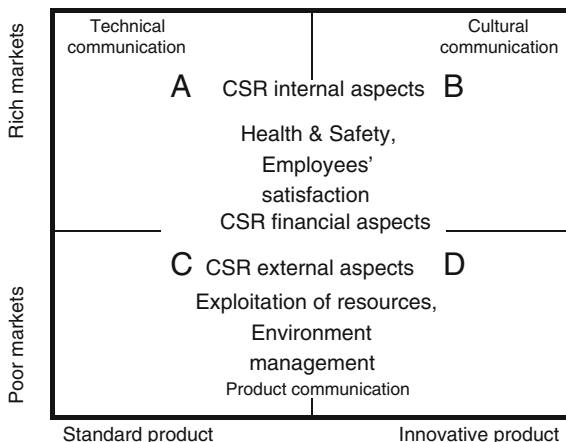 Technical
communication
Cultural
communication
Rich markets
A CSR internal aspects B
Health & Safety,
Employees’
satisfaction
CSR financial aspects
C CSR external aspects D
Exploitation of resources,
Environment
management
Product communication
Poor markets
Standard product Innovative product